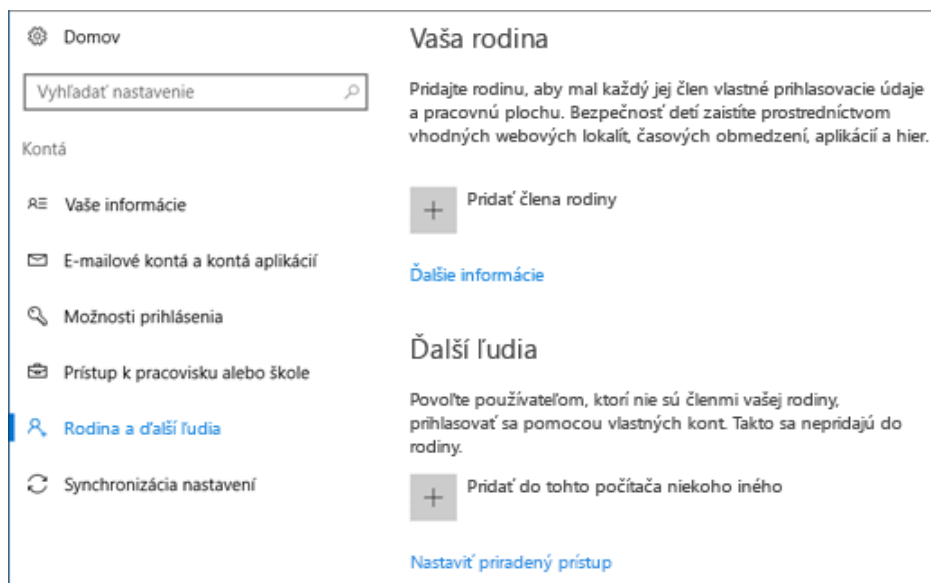 Domov
Vyhľadať nastavenie
Kontá
Vaše informácie
E-mailové kontá a kontá aplikácií
Možnosti prihlásenia
Prístup k pracovisku alebo škole
Rodina a ďalší ľudia
Synchronizácia nastavení
Vaša rodina
Pridajte rodinu, aby mal každý jej člen vlastné prihlasovacie údaje
a pracovnú plochu. Bezpečnosť detí zaistíte prostredníctvom
vhodných webových lokalít, časových obmedzení, aplikácií a hier.
Pridať člena rodiny
Ďalšie informácie
Ďalší ľudia
Povoľte používateľom, ktorí nie sú členmi vašej rodiny,
prihlasovať sa pomocou vlastných kont. Takto sa nepridajú do
rodiny.
Pridať do tohto počítača niekoho iného
Nastaviť priradený prístup